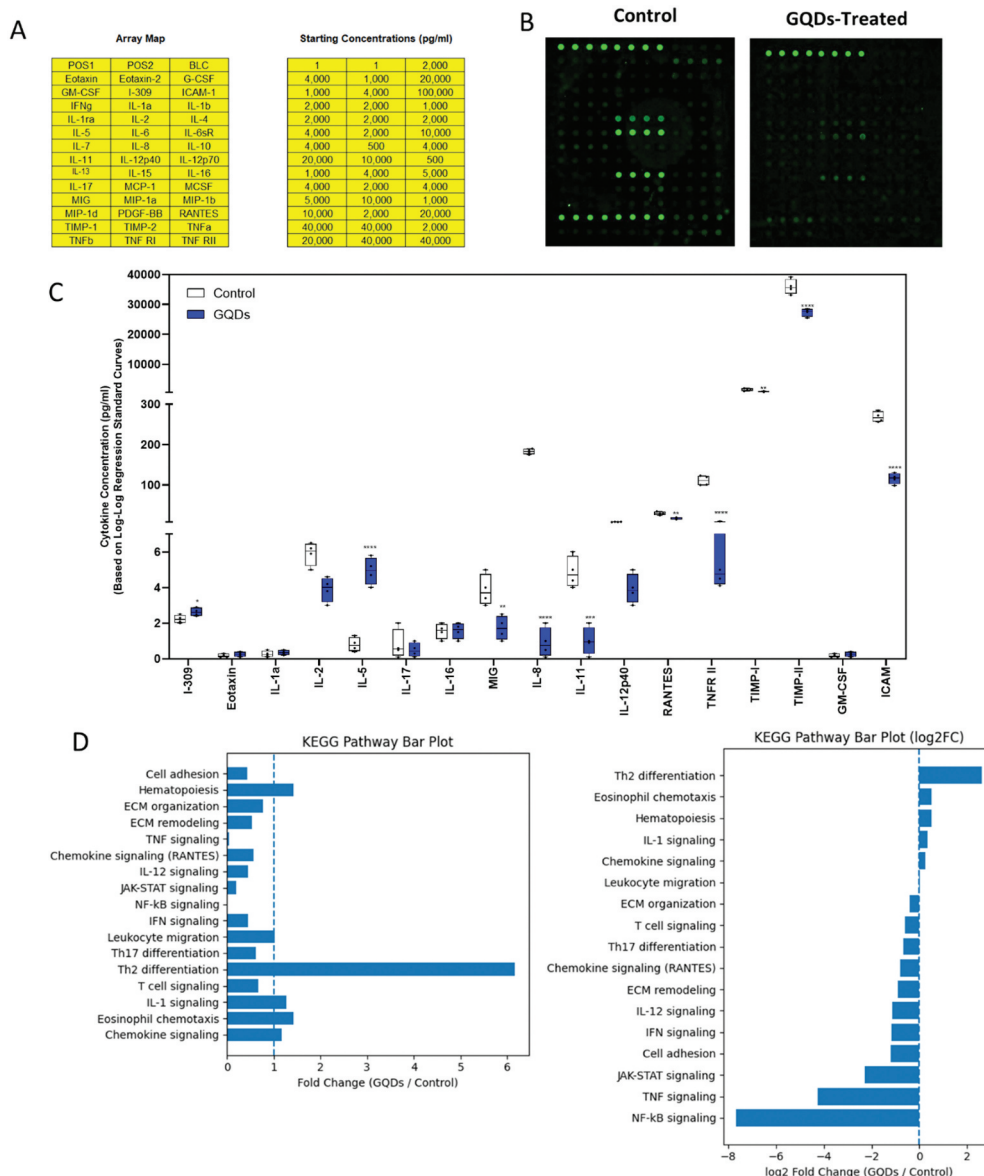 A
Array Map
Starting Concentrations (pg/ml)
POS1 POS2 BLC 1 1 2,000
Eotaxin Eotaxin-2 G-CSF 4,000 1,000 20,000
GM-CSF I-309 ICAM-1 1,000 4,000 100,000
IFNg IL-1a IL-1b 2,000 2,000 1,000
IL-1ra IL-2 IL-4 2,000 2,000 2,000
IL-5 IL-6 IL-6sR 4,000 2,000 10,000
IL-7 IL-8 IL-10 4,000 500 4,000
IL-11 IL-12p40 IL-12p70 20,000 10,000 500
IL-13 IL-15 IL-16 1,000 4,000 5,000
IL-17 MCP-1 MCSF 4,000 2,000 4,000
MIG MIP-1a MIP-1b 5,000 10,000 1,000
MIP-1d PDGF-BB RANTES 10,000 2,000 20,000
TIMP-1 TIMP-2 TNFa 40,000 40,000 2,000
TNFb TNF RI TNF RII 20,000 40,000 40,000
B
Control
GQDs-Treated
C
Cytokine Concentration (pg/ml)
(Based on Log-Log Regression Standard Curves)
40000
30000
20000
10000
300
200
100
6
4
2
0
Control
GQDs
*
****
**
****
***
****
**
****
**
****
****
I-309
Eotaxin
IL-1a
IL-2
IL-5
IL-17
IL-16
MIG
IL-8
IL-11
IL-12p40
RANTES
TNFR II
TIMP-I
TIMP-II
GM-CSF
ICAM
D
KEGG Pathway Bar Plot
Cell adhesion
Hematopoiesis
ECM organization
ECM remodeling
TNF signaling
Chemokine signaling (RANTES)
IL-12 signaling
JAK-STAT signaling
NF-kB signaling
IFN signaling
Leukocyte migration
Th17 differentiation
Th2 differentiation
T cell signaling
IL-1 signaling
Eosinophil chemotaxis
Chemokine signaling
0 1 2 3 4 5 6
Fold Change (GQDs / Control)
KEGG Pathway Bar Plot (log2FC)
Th2 differentiation
Eosinophil chemotaxis
Hematopoiesis
IL-1 signaling
Chemokine signaling
Leukocyte migration
ECM organization
T cell signaling
Th17 differentiation
Chemokine signaling (RANTES)
ECM remodeling
IL-12 signaling
IFN signaling
Cell adhesion
JAK-STAT signaling
TNF signaling
NF-kB signaling
−8 −6 −4 −2 0 2
log2 Fold Change (GQDs / Control)